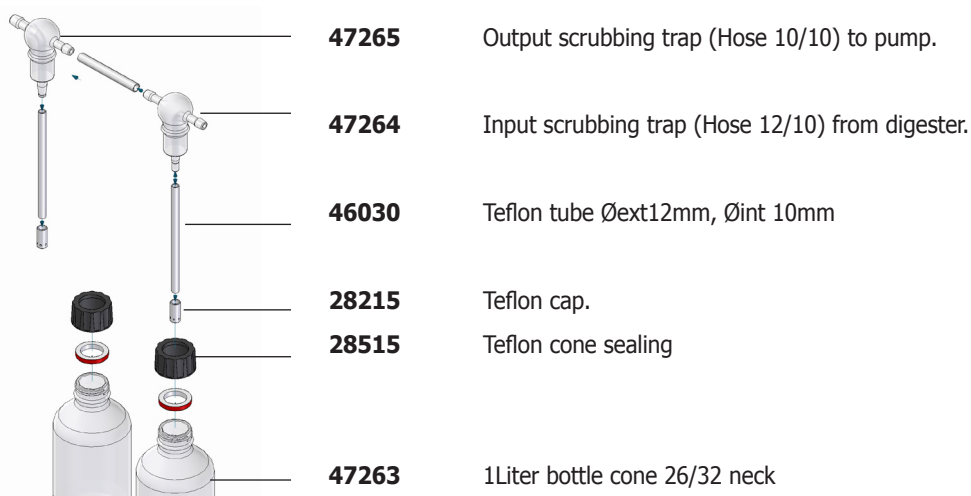 47265 Output scrubbing trap (Hose 10/10) to pump.
47264 Input scrubbing trap (Hose 12/10) from digester.
46030 Teflon tube Øext12mm, Øint 10mm
28215 Teflon cap.
28515 Teflon cone sealing
47263 1Liter bottle cone 26/32 neck